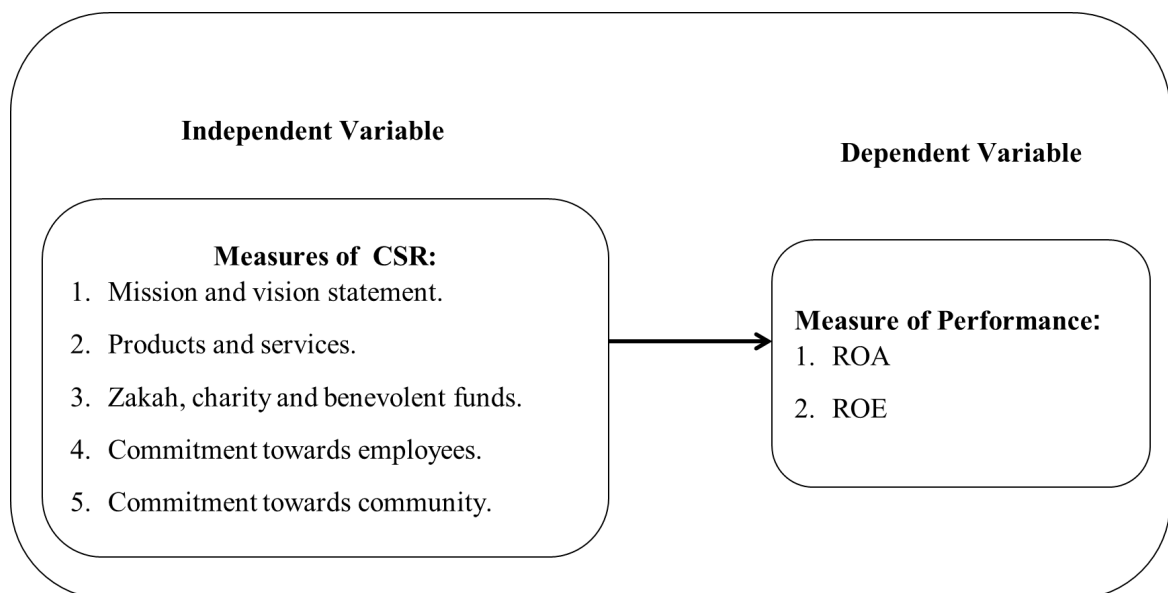 Independent Variable
Dependent Variable
Measures of CSR:
1. Mission and vision statement.
2. Products and services.
3. Zakah, charity and benevolent funds.
4. Commitment towards employees.
5. Commitment towards community.
Measure of Performance:
1. ROA
2. ROE